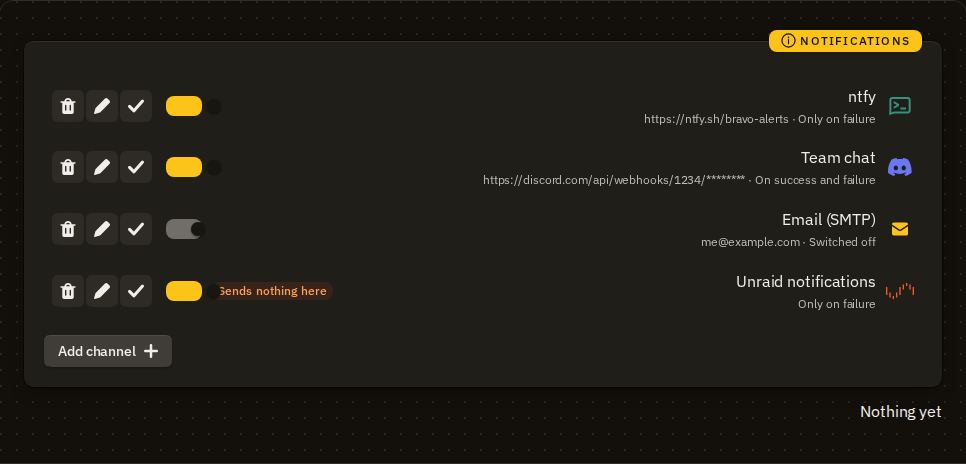 NOTIFICATIONS
ntfy
https://ntfy.sh/bravo-alerts · Only on failure
Team chat
https://discord.com/api/webhooks/1234/******** · On success and failure
Email (SMTP)
me@example.com · Switched off
Unraid notifications
Sends nothing here
Only on failure
Add channel
Nothing yet